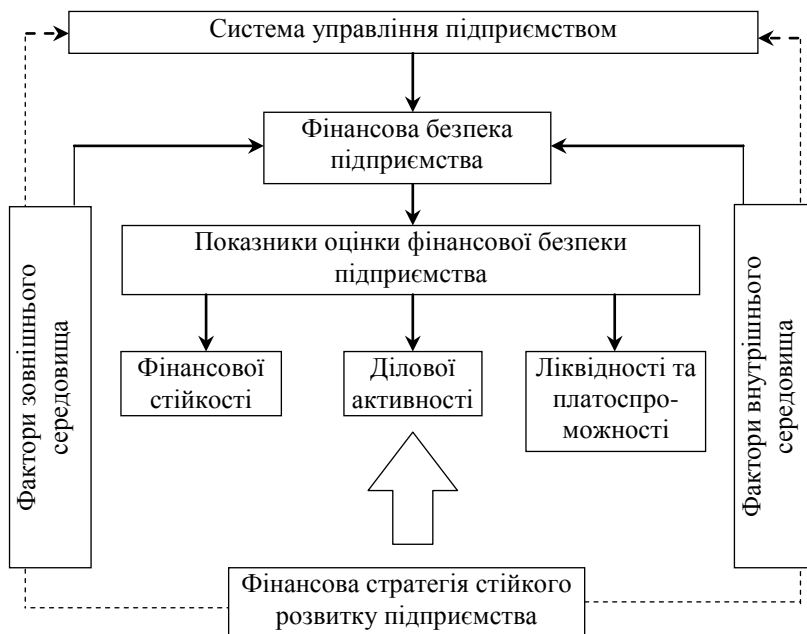 Система управління підприємством
Фінансова безпека
підприємства
Показники оцінки фінансової безпеки
підприємства
Фактори зовнішнього
середовища
Фінансової
стійкості
Ділової
активності
Ліквідності та
платоспро-
можності
Фактори внутрішнього
середовища
Фінансова стратегія стійкого
розвитку підприємства